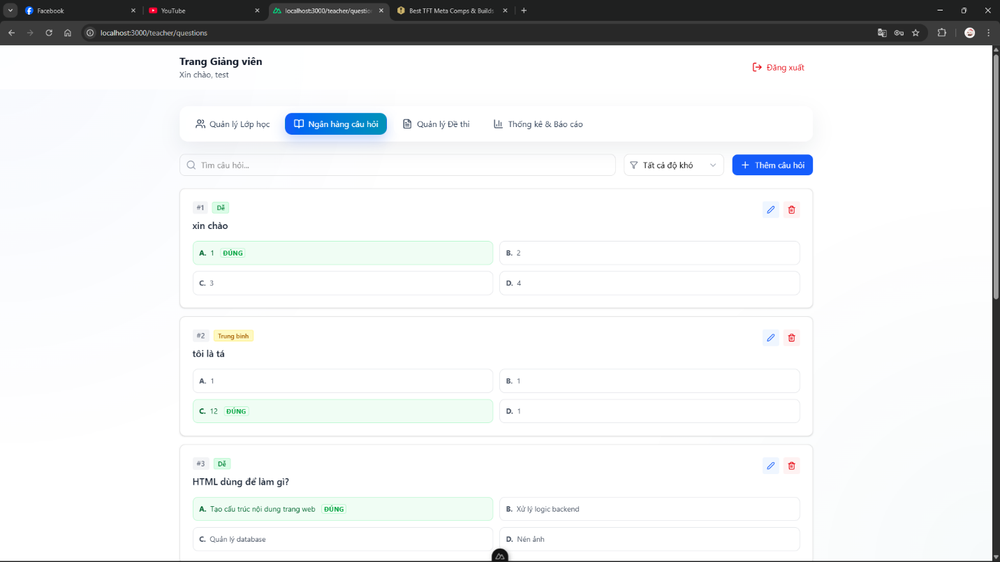 Facebook
YouTube
localhost:3000/teacher/questio
Best TFT Meta Comps & Builds
localhost:3000/teacher/questions
Trang Giảng viên
Xin chào, test
Đăng xuất
Quản lý Lớp học
Ngân hàng câu hỏi
Quản lý Đề thi
Thống kê & Báo cáo
Tìm câu hỏi...
Tất cả độ khó
Thêm câu hỏi
#1 Dễ
xin chào
A. 1 ĐÚNG
B. 2
C. 3
D. 4
#2 Trung bình
tôi là tá
A. 1
B. 1
C. 12 ĐÚNG
D. 1
#3 Dễ
HTML dùng để làm gì?
A. Tạo cấu trúc nội dung trang web ĐÚNG
B. Xử lý logic backend
C. Quản lý database
D. Nén ảnh